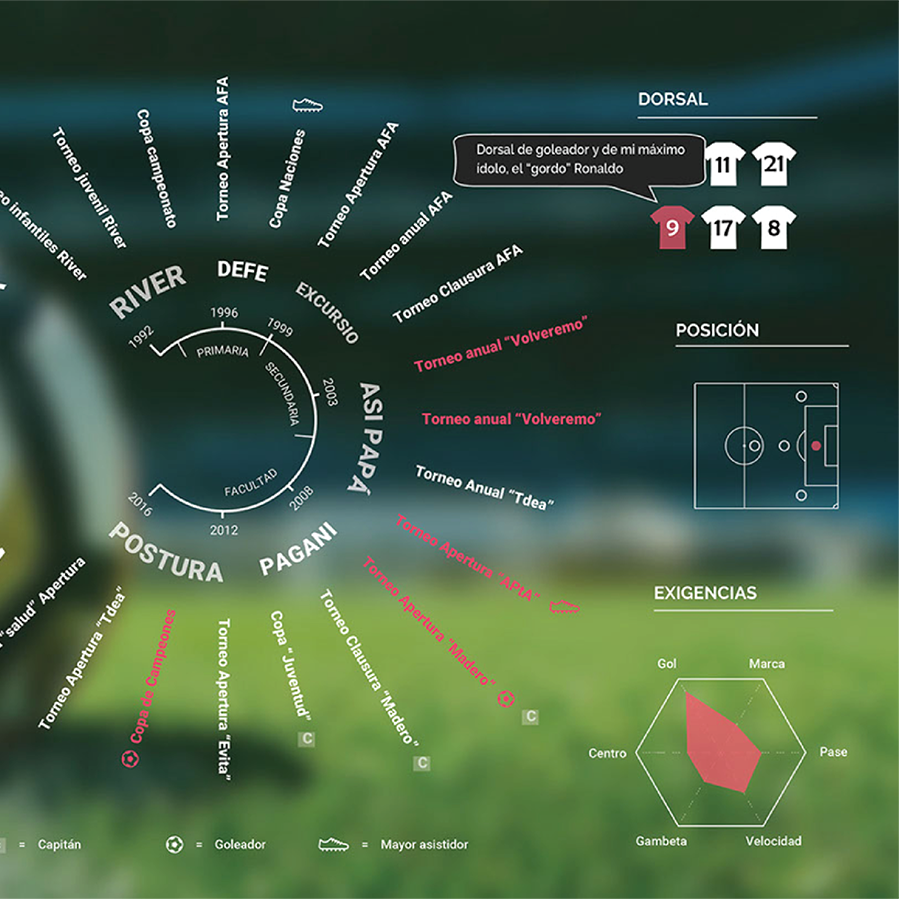 Torneo infantiles River
Torneo juvenil River
Copa campeonato
Torneo Apertura AFA
Copa Naciones
Torneo Apertura AFA
Torneo anual AFA
Torneo Clausura AFA
Torneo anual “Volveremo”
Torneo anual “Volveremo”
Torneo Anual “Tdea”
Torneo Apertura “APtA”
Torneo Apertura “Madero”
C
Torneo Clausura “Madero”
C
Copa “Juventud”
C
Torneo Apertura “Evita”
Copa de Campeones
Torneo Apertura “Tdea”
“salud” Apertura
RIVER
DEFE
EXCURSIO
ASI PAPÁ
PAGANI
POSTURA
1992
1996
1999
2003
2008
2012
2016
PRIMARIA
SECUNDARIA
FACULTAD
DORSAL
Dorsal de goleador y de mi máximo
ídolo, el “gordo” Ronaldo
11
21
9
17
8
POSICIÓN
EXIGENCIAS
Gol
Marca
Centro
Pase
Gambeta
Velocidad
= Capitán
= Goleador
= Mayor asistidor